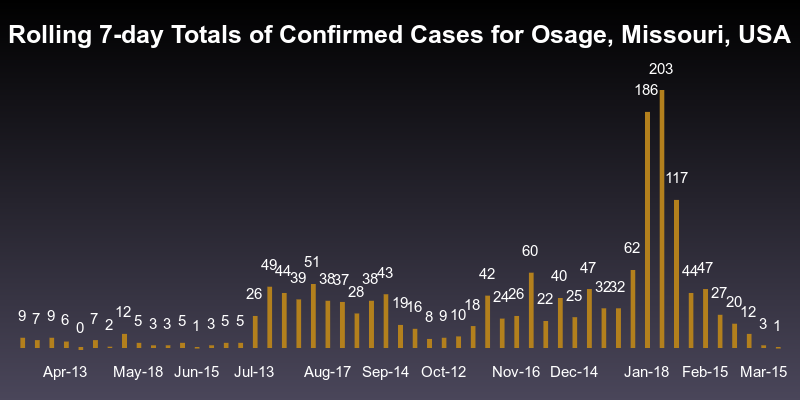 Rolling 7-day Totals of Confirmed Cases for Osage, Missouri, USA
9 7 9 6 0 7 2 12 5 3 3 5 1 3 5 5 26 49 44 39 51 38 37 28 38 43 19 16 8 9 10 18 42 24 26 60 22 40 25 47 32 32 62 186 203 117 44 47 27 20 12 3 1
Apr-13 May-18 Jun-15 Jul-13 Aug-17 Sep-14 Oct-12 Nov-16 Dec-14 Jan-18 Feb-15 Mar-15